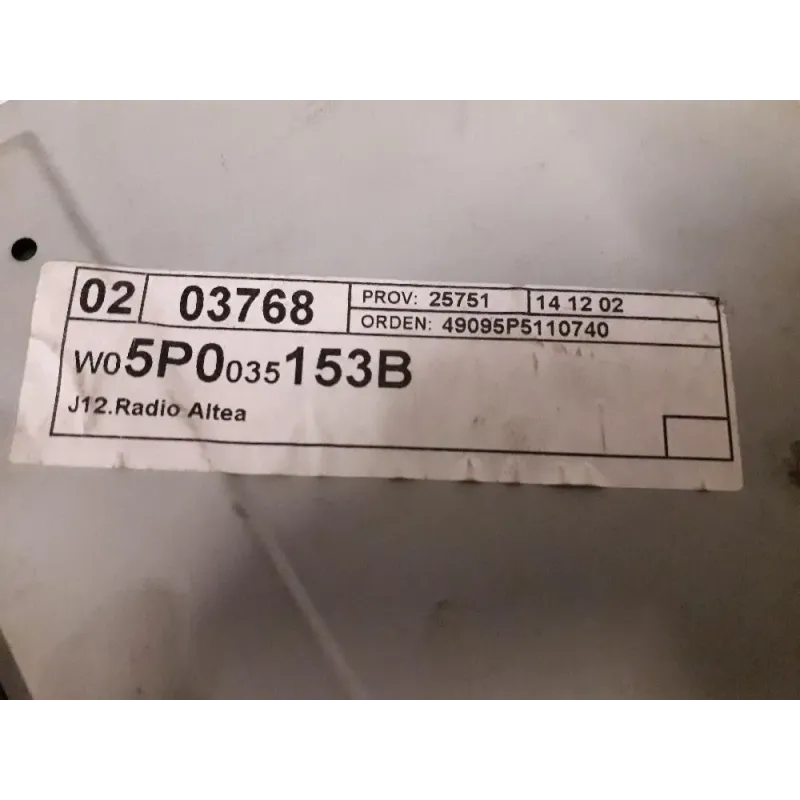 02 03768 PROV: 25751 14 12 02
ORDEN: 49095P5110740
W05P0035153B
J12.Radio Altea